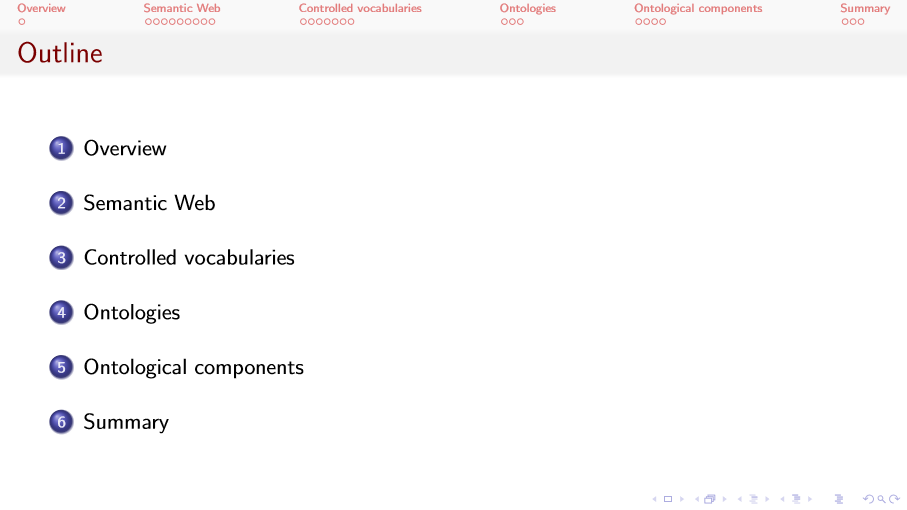 Overview Semantic Web Controlled vocabularies Ontologies Ontological components Summary
Outline
1 Overview
2 Semantic Web
3 Controlled vocabularies
4 Ontologies
5 Ontological components
6 Summary